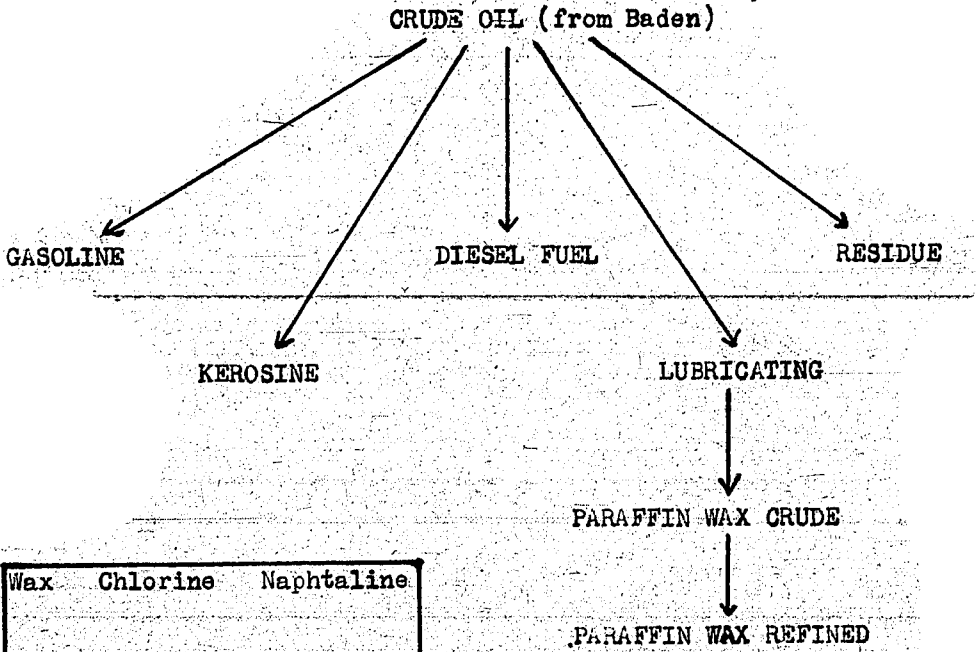 CRUDE OIL (from Baden)
GASOLINE DIESEL FUEL RESIDUE
KEROSINE LUBRICATING
PARAFFIN WAX CRUDE
Wax Chlorine Naphtaline
PARAFFIN WAX REFINED